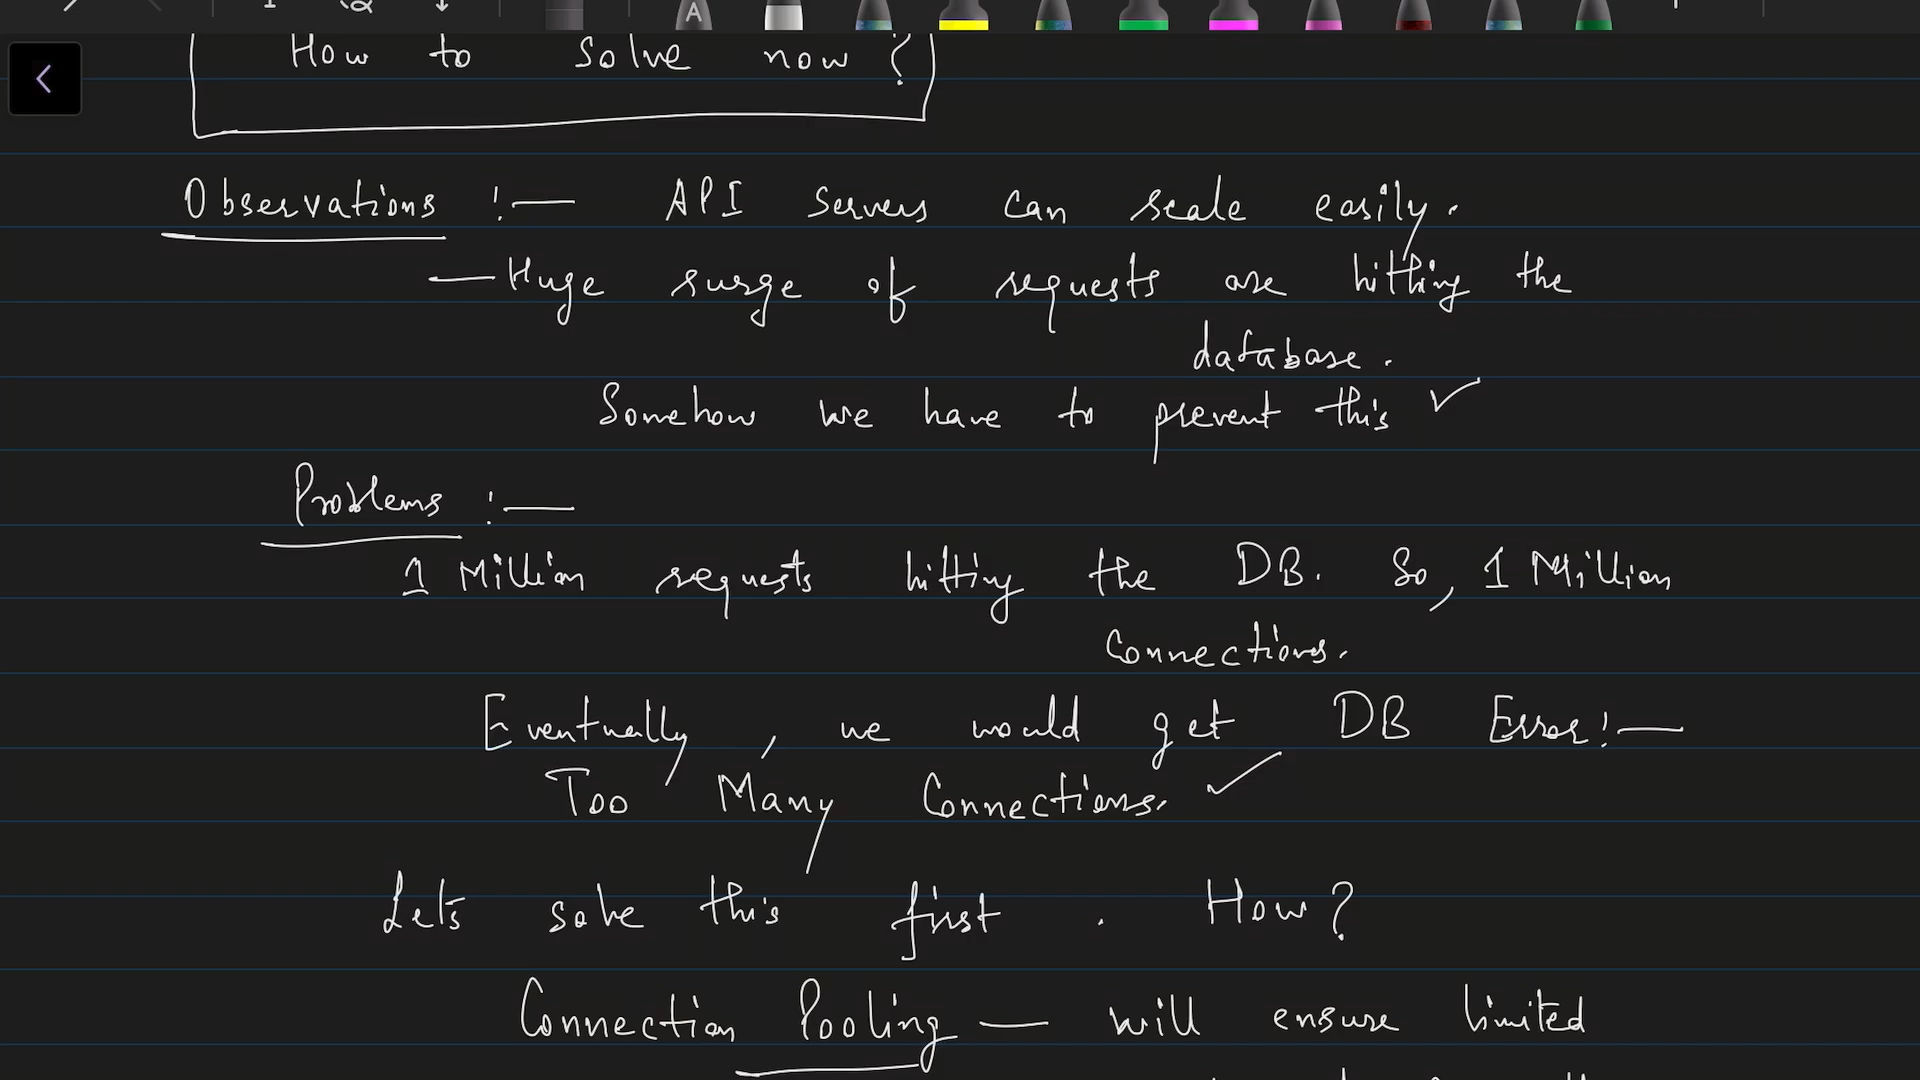 How to solve now?
Observations :— API servers can scale easily.
— Huge surge of requests are hitting the
database.
Somehow we have to prevent this ✓
Problems :—
1 Million requests hitting the DB. So, 1 Million
Connections.
Eventually, we would get DB Error :—
Too Many Connections. ✓
Let's solve this first. How?
Connection Pooling — will ensure limited